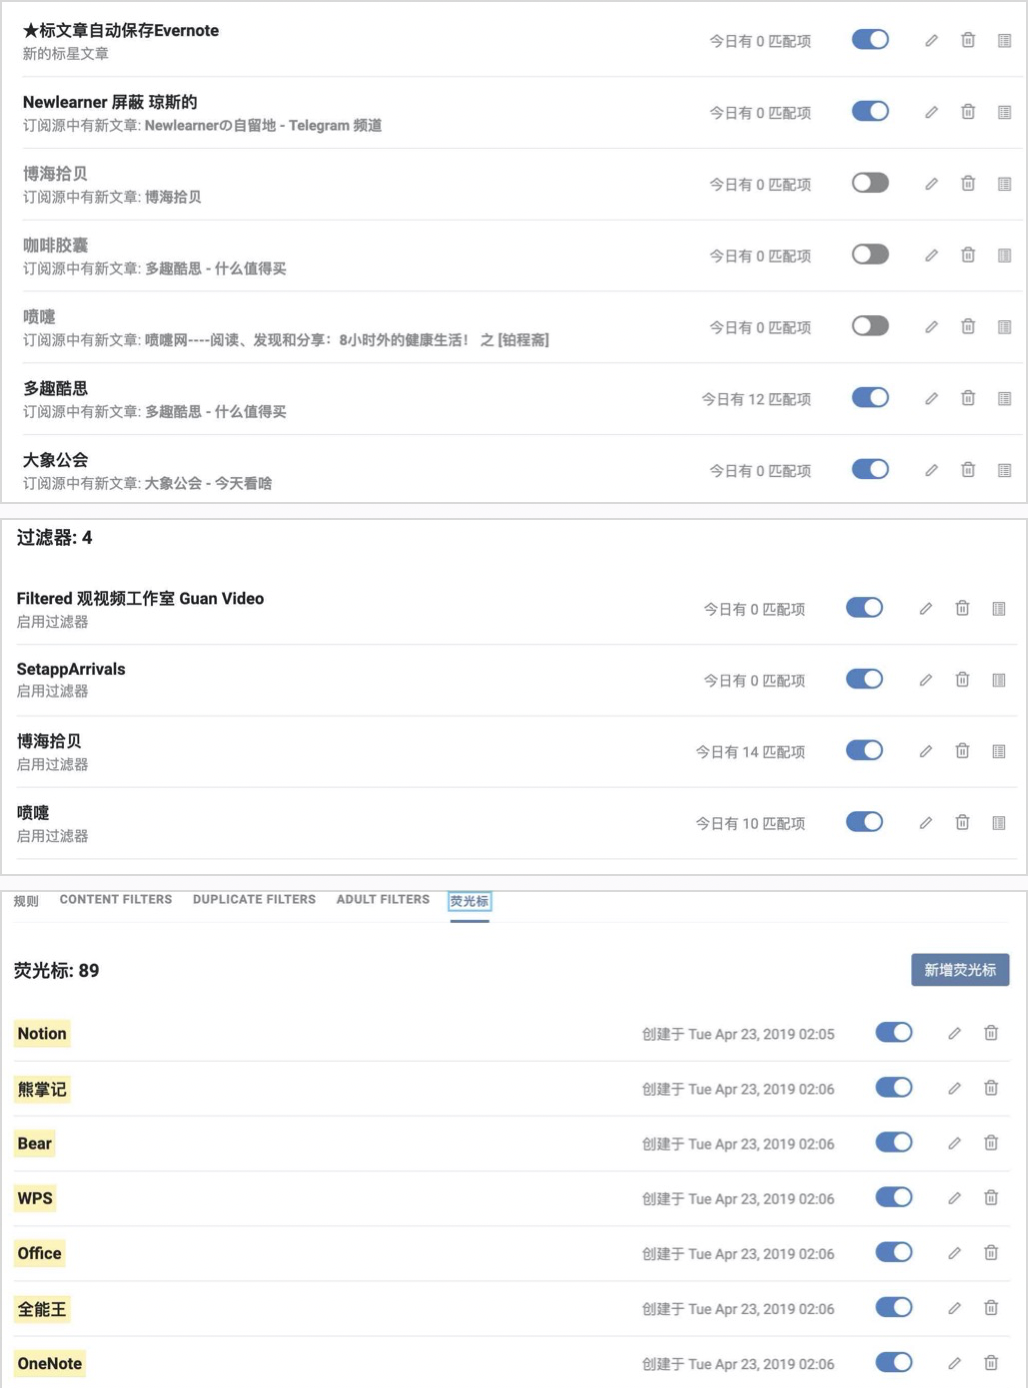 ★标文章自动保存Evernote
今日有 0 匹配项
新的标星文章
Newlearner 屏蔽 琼斯的
今日有 0 匹配项
订阅源中有新文章: Newlearnerの自留地 - Telegram 频道
博海拾贝
今日有 0 匹配项
订阅源中有新文章: 博海拾贝
咖啡胶囊
今日有 0 匹配项
订阅源中有新文章: 多趣酷思 - 什么值得买
喷嚏
今日有 0 匹配项
订阅源中有新文章: 喷嚏网----阅读、发现和分享：8小时外的健康生活！ 之 [铂程斋]
多趣酷思
今日有 12 匹配项
订阅源中有新文章: 多趣酷思 - 什么值得买
大象公会
今日有 0 匹配项
订阅源中有新文章: 大象公会 - 今天看啥
过滤器: 4
Filtered 观视频工作室 Guan Video
今日有 0 匹配项
启用过滤器
SetappArrivals
今日有 0 匹配项
启用过滤器
博海拾贝
今日有 14 匹配项
启用过滤器
喷嚏
今日有 10 匹配项
启用过滤器
规则 CONTENT FILTERS DUPLICATE FILTERS ADULT FILTERS 荧光标
荧光标: 89
新增荧光标
Notion
创建于 Tue Apr 23, 2019 02:05
熊掌记
创建于 Tue Apr 23, 2019 02:06
Bear
创建于 Tue Apr 23, 2019 02:06
WPS
创建于 Tue Apr 23, 2019 02:06
Office
创建于 Tue Apr 23, 2019 02:06
全能王
创建于 Tue Apr 23, 2019 02:06
OneNote
创建于 Tue Apr 23, 2019 02:06